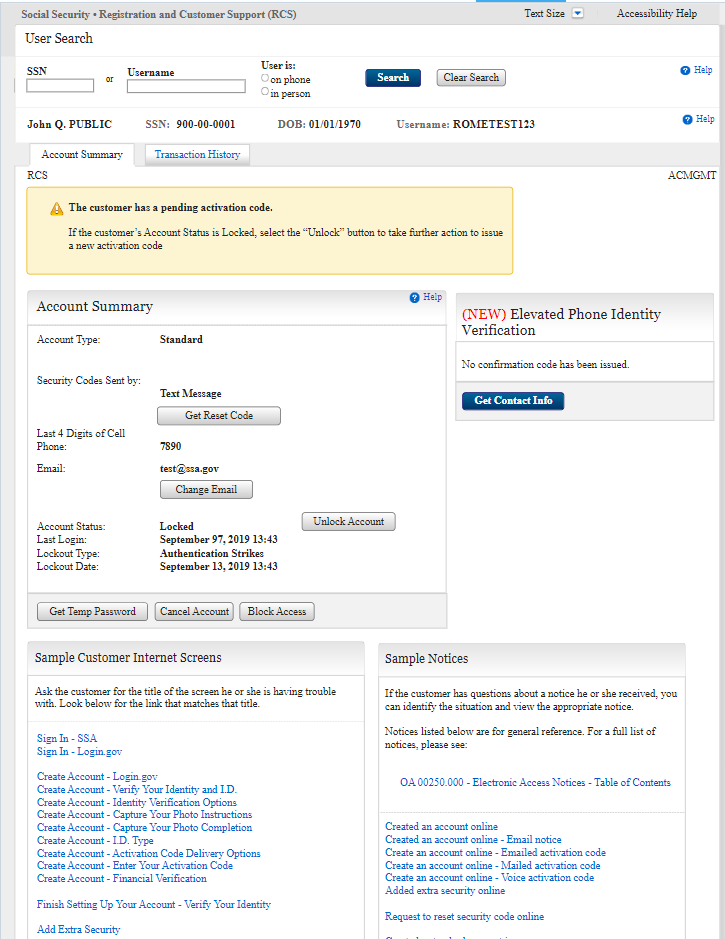 Social Security • Registration and Customer Support (RCS)
Text Size
Accessibility Help
User Search
SSN
or
Username
User is:
on phone
in person
Search
Clear Search
Help
John Q. PUBLIC
SSN: 900-00-0001
DOB: 01/01/1970
Username: ROMETEST123
Help
Account Summary
Transaction History
RCS
ACMGMT
The customer has a pending activation code.
If the customer's Account Status is Locked, select the “Unlock” button to take further action to issue
a new activation code
Account Summary
Help
Account Type: Standard
Security Codes Sent by:
Text Message
Get Reset Code
Last 4 Digits of Cell
Phone: 7890
Email: test@ssa.gov
Change Email
Unlock Account
Account Status: Locked
Last Login: September 97, 2019 13:43
Lockout Type: Authentication Strikes
Lockout Date: September 13, 2019 13:43
Get Temp Password
Cancel Account
Block Access
(NEW) Elevated Phone Identity
Verification
No confirmation code has been issued.
Get Contact Info
Sample Customer Internet Screens
Ask the customer for the title of the screen he or she is having trouble
with. Look below for the link that matches that title.
Sign In - SSA
Sign In - Login.gov
Create Account - Login.gov
Create Account - Verify Your Identity and I.D.
Create Account - Identity Verification Options
Create Account - Capture Your Photo Instructions
Create Account - Capture Your Photo Completion
Create Account - I.D. Type
Create Account - Activation Code Delivery Options
Create Account - Enter Your Activation Code
Create Account - Financial Verification
Finish Setting Up Your Account - Verify Your Identity
Add Extra Security
Sample Notices
If the customer has questions about a notice he or she received, you
can identify the situation and view the appropriate notice.
Notices listed below are for general reference. For a full list of
notices, please see:
OA 00250.000 - Electronic Access Notices - Table of Contents
Created an account online
Created an account online - Email notice
Create an account online - Emailed activation code
Create an account online - Mailed activation code
Create an account online - Voice activation code
Added extra security online
Request to reset security code online